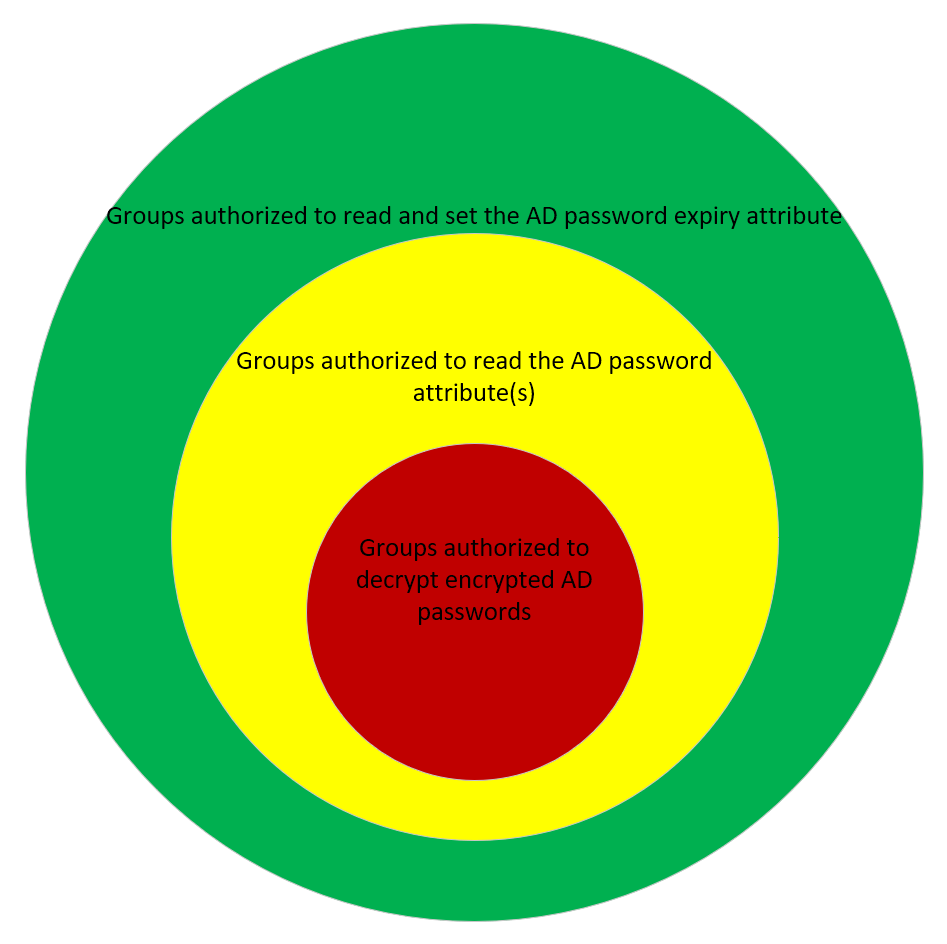 Groups authorized to read and set the AD password expiry attribute
Groups authorized to read the AD password
attribute(s)
Groups authorized to
decrypt encrypted AD
passwords